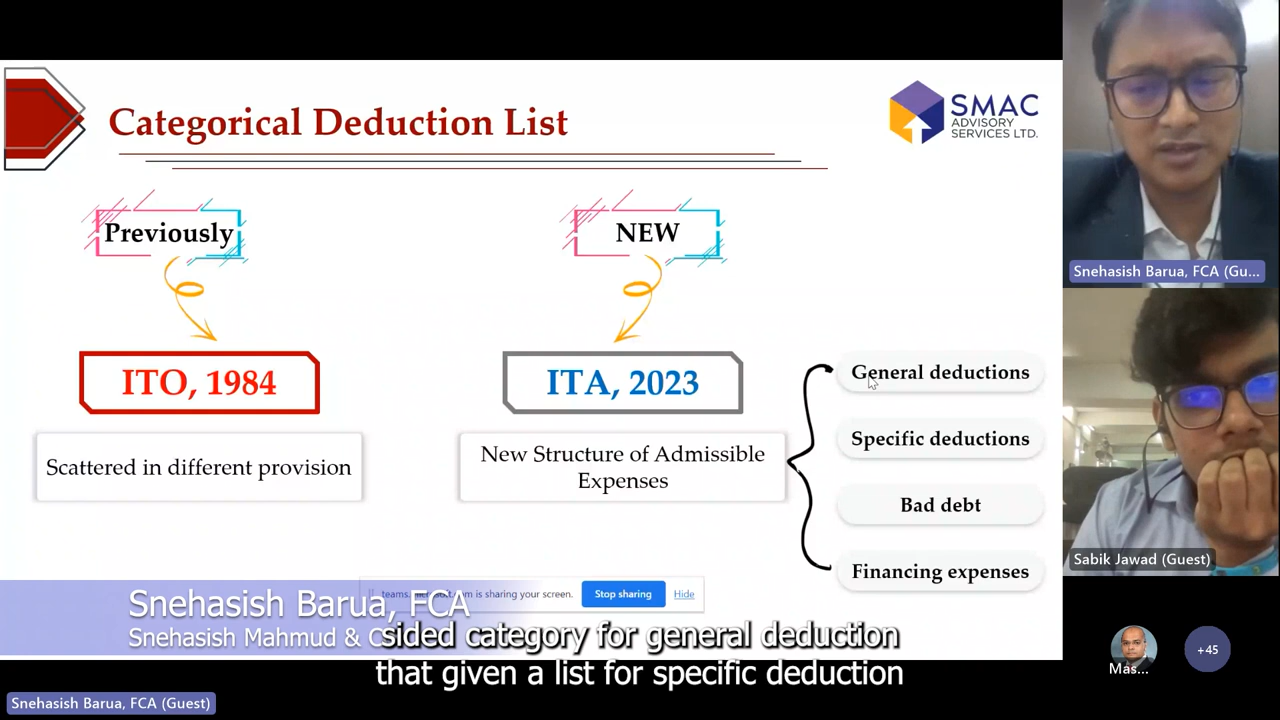 Categorical Deduction List
SMAC
ADVISORY
SERVICES LTD.
Previously
NEW
ITO, 1984
ITA, 2023
Scattered in different provision
New Structure of Admissible
Expenses
General deductions
Specific deductions
Bad debt
Financing expenses
is sharing your screen.
Stop sharing
Hide
Snehasish Barua, FCA
Snehasish Mahmud &
sided category for general deduction
that given a list for specific deduction
Snehasish Barua, FCA (Guest)
Snehasish Barua, FCA (Gu...
Sabik Jawad (Guest)
Mas...
+45